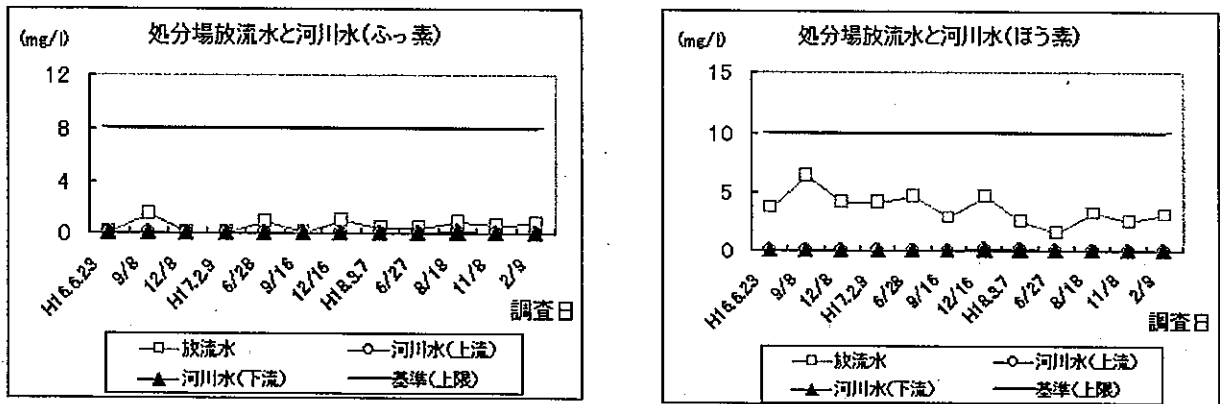 処分場放流水と河川水(ふっ素)
(mg/l)
12
8
4
0
H16.6.23
9/8
12/8
H17.2.9
6/28
9/16
12/16
H18.3.7
6/27
8/18
11/8
2/9
調査日
放流水
河川水(上流)
河川水(下流)
基準(上限)
処分場放流水と河川水(ほう素)
(mg/l)
15
10
5
0
H16.6.23
9/8
12/8
H17.2.9
6/28
9/16
12/16
H18.3.7
6/27
8/18
11/8
2/9
調査日
放流水
河川水(上流)
河川水(下流)
基準(上限)